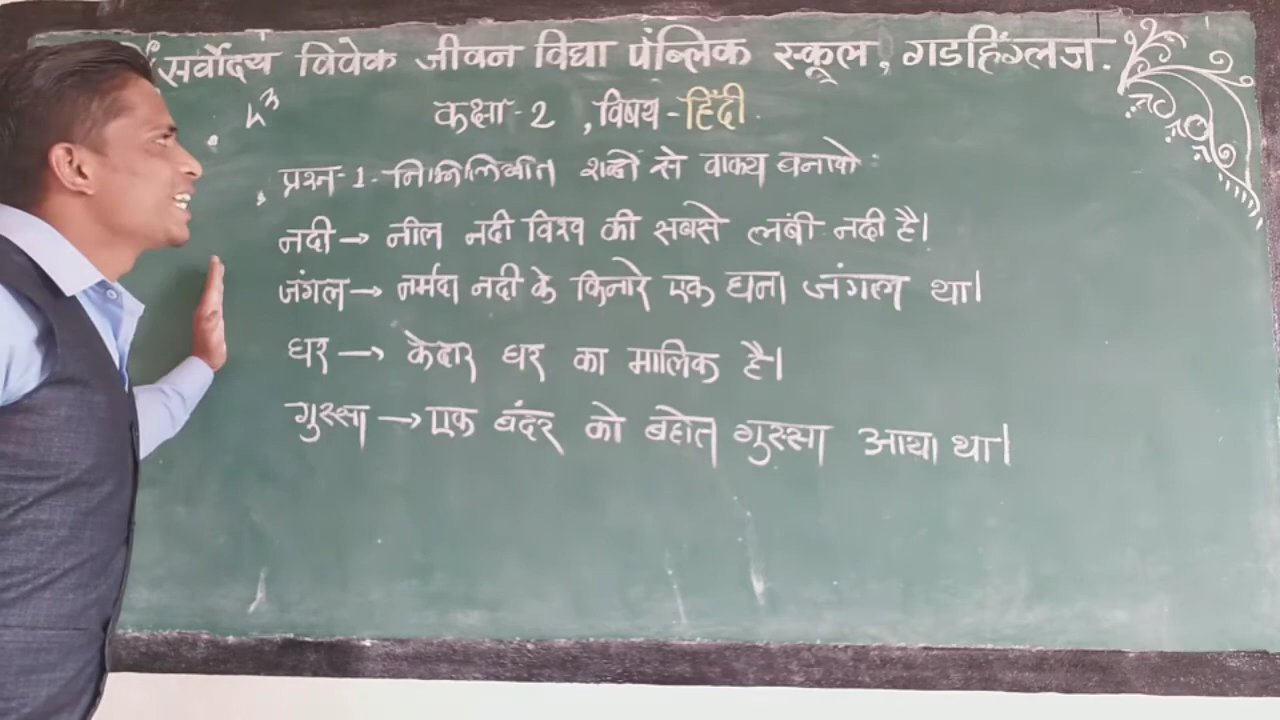 सर्वोदय विवेक जीवन विद्या पंब्लिक स्कूल, गडहिंग्लज.
कक्षा - 2 , विषय - हिंदी.
प्रश्न - 1. निम्नलिखीत शब्दों से वाक्य बनाओ :
नदी → नील नदी विश्व की सबसे लंबी नदी है।
जंगल → नर्मदा नदी के किनारे एक घना जंगल था।
घर → केदार घर का मालिक है।
गुस्सा → एक बंदर को बहोत गुस्सा आया था।